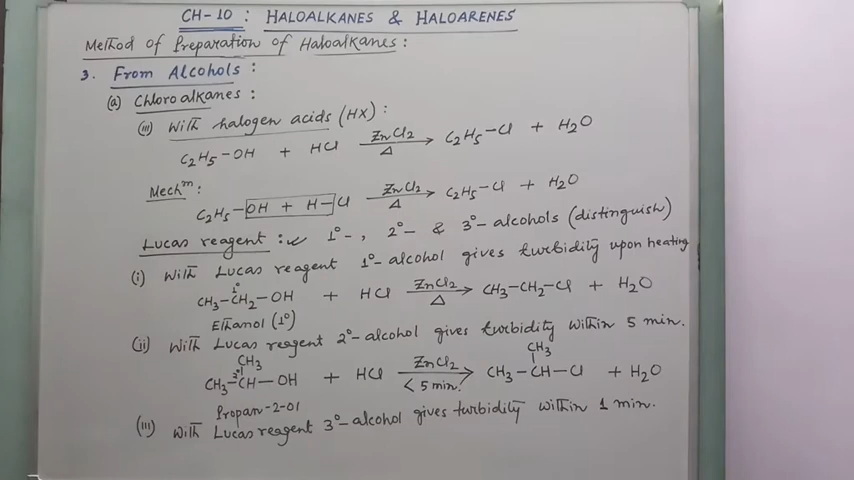 CH-10 : HALOALKANES & HALOARENES
Method of Preparation of Haloalkanes :
3. From Alcohols :
(a) Chloroalkanes :
(iii) With halogen acids (HX) :
C₂H₅-OH + HCl ZnCl₂ Δ → C₂H₅-Cl + H₂O
Mechᵐ :
C₂H₅-OH + H-Cl ZnCl₂ Δ → C₂H₅-Cl + H₂O
Lucas reagent : ✓ 1°-, 2°- & 3°-alcohols (distinguish)
(i) With Lucas reagent 1°-alcohol gives turbidity upon heating
1°
CH₃-CH₂-OH + HCl ZnCl₂ Δ → CH₃-CH₂-Cl + H₂O
Ethanol (1°)
(ii) With Lucas reagent 2°-alcohol gives turbidity within 5 min.
CH₃ CH₃
CH₃-CH-OH + HCl ZnCl₂ < 5 min. → CH₃-CH-Cl + H₂O
Propan-2-ol
(iii) With Lucas reagent 3°-alcohol gives turbidity within 1 min.